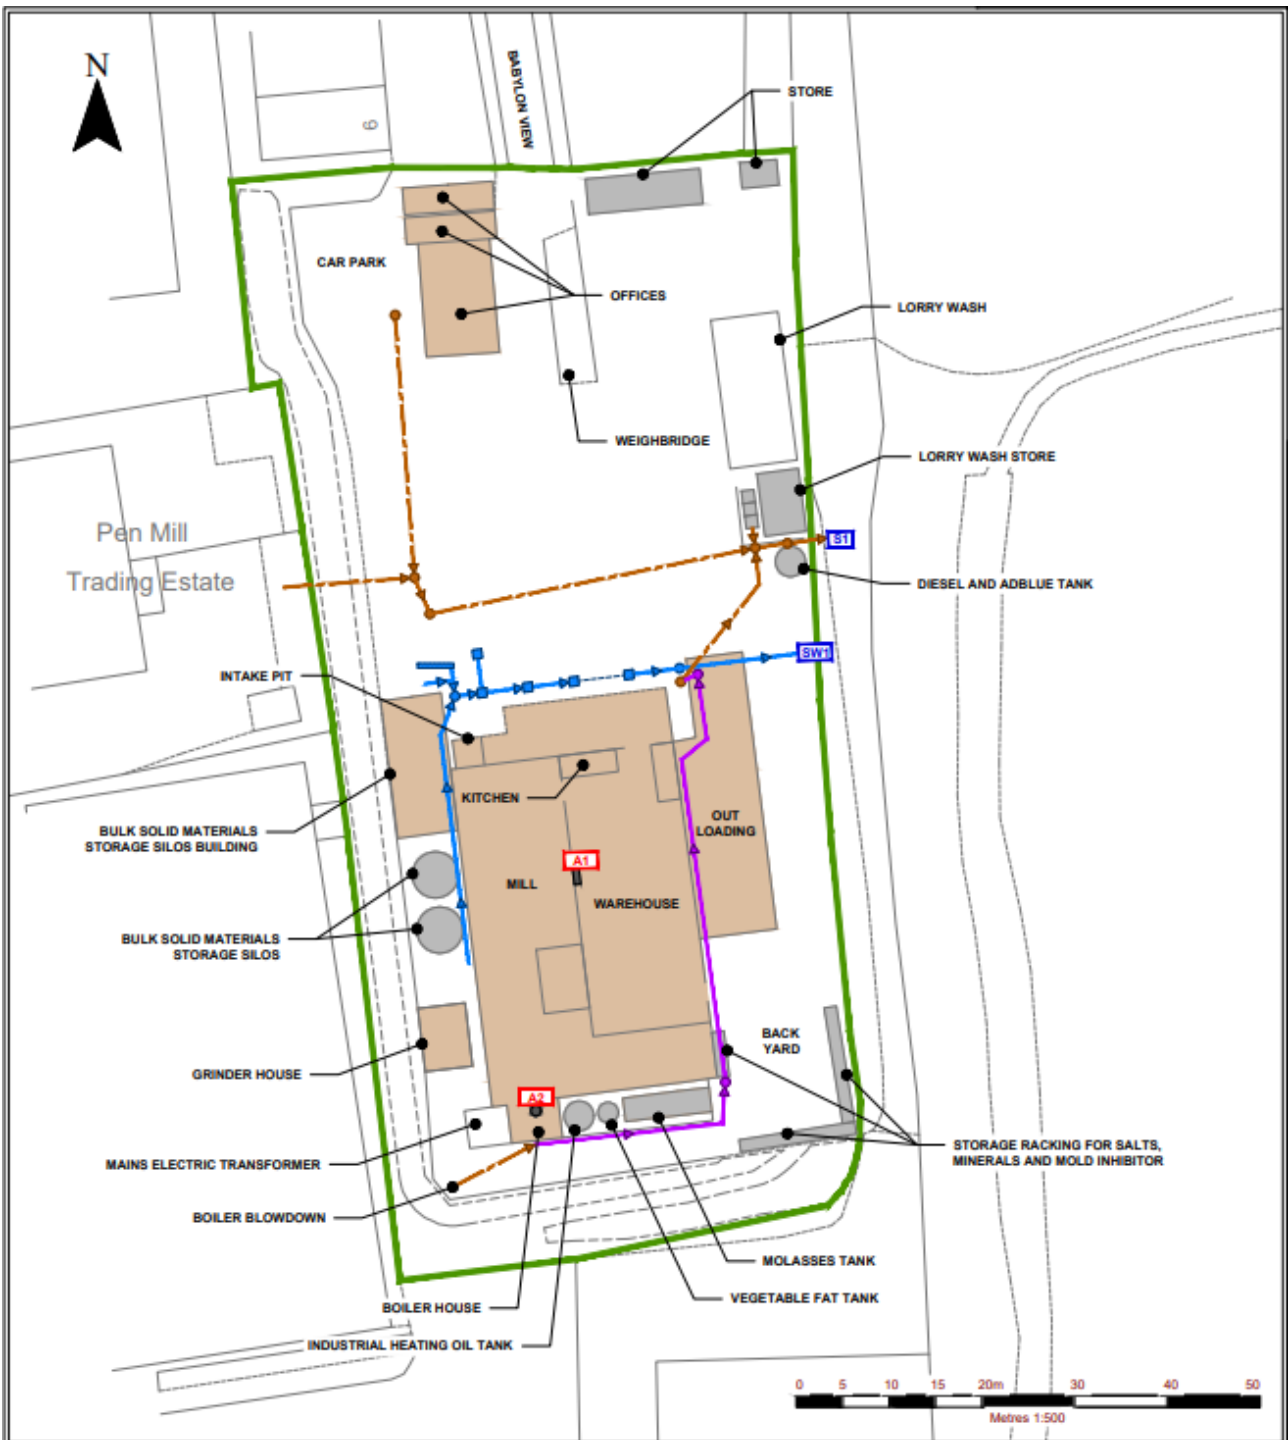 N
BABYLON VIEW
STORE
6
CAR PARK
OFFICES
LORRY WASH
WEIGHBRIDGE
LORRY WASH STORE
Pen Mill
Trading Estate
S1
DIESEL AND ADBLUE TANK
SW1
INTAKE PIT
KITCHEN
BULK SOLID MATERIALS
STORAGE SILOS BUILDING
OUT
LOADING
A1
MILL
WAREHOUSE
BULK SOLID MATERIALS
STORAGE SILOS
BACK
YARD
GRINDER HOUSE
A2
MAINS ELECTRIC TRANSFORMER
STORAGE RACKING FOR SALTS,
MINERALS AND MOLD INHIBITOR
BOILER BLOWDOWN
MOLASSES TANK
VEGETABLE FAT TANK
BOILER HOUSE
INDUSTRIAL HEATING OIL TANK
0 5 10 15 20m 30 40 50
Metres 1:500